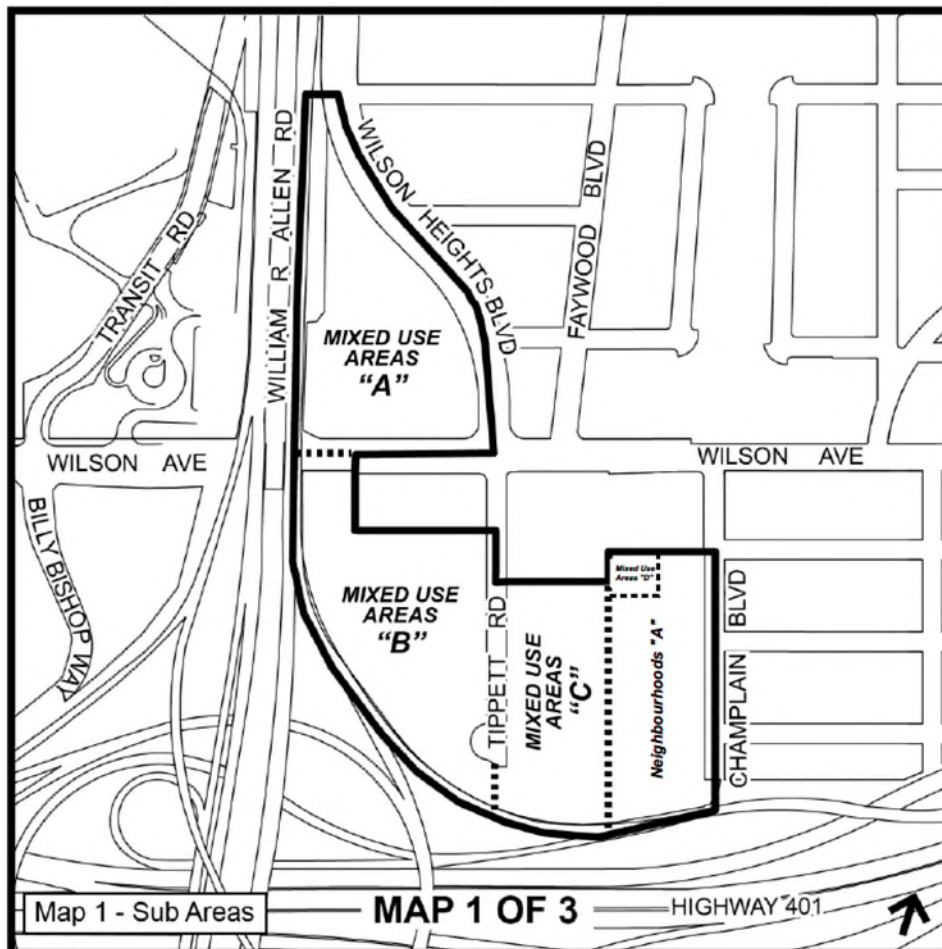 WILLIAM R ALLEN RD
WILSON HEIGHTS BLVD
FAYWOOD BLVD
TRANSIT RD
MIXED USE
AREAS
“A”
WILSON AVE
WILSON AVE
BILLY BISHOP WAY
MIXED USE
AREAS
“B”
TIPPETT RD
MIXED USE
AREAS
“C”
Mixed Use
Areas "D"
Neighbourhoods "A"
CHAMPLAIN BLVD
Map 1 - Sub Areas
MAP 1 OF 3
HIGHWAY 401